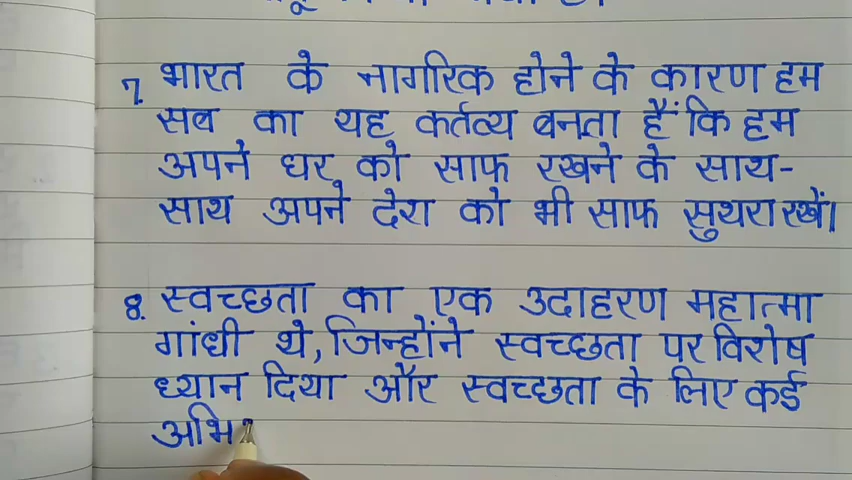 7. भारत के नागरिक होने के कारण हम
सब का यह कर्तव्य बनता हैं कि हम
अपने घर को साफ रखने के साथ-
साथ अपने देश को भी साफ सुथरा रखें।
8. स्वच्छता का एक उदाहरण महात्मा
गांधी थे, जिन्होंने स्वच्छता पर विशेष
ध्यान दिया और स्वच्छता के लिए कई
अभि